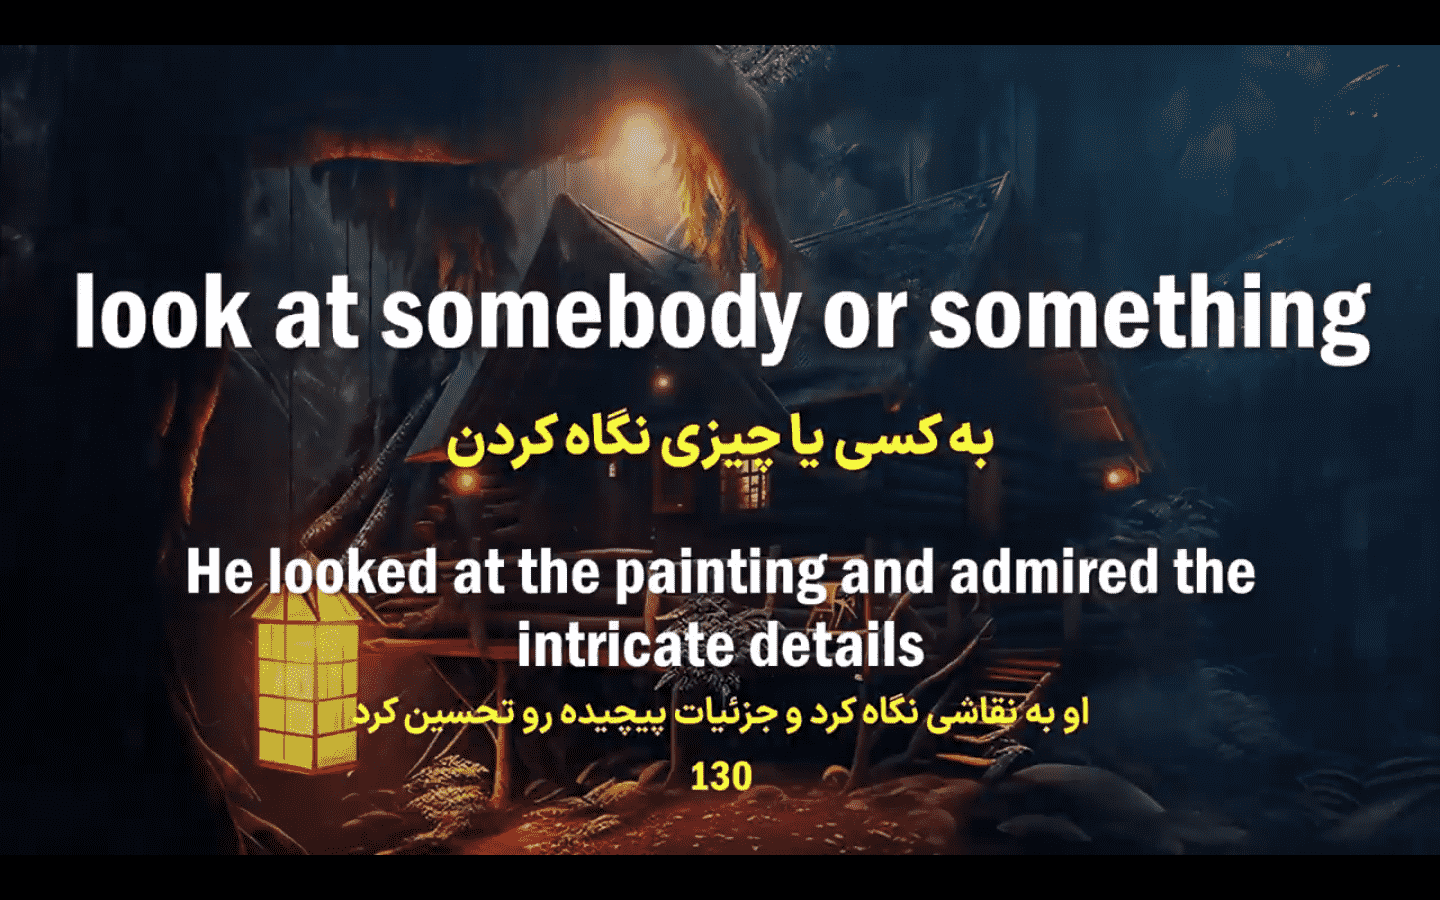 look at somebody or something
به کسی یا چیزی نگاه کردن
He looked at the painting and admired the
intricate details
او به نقاشی نگاه کرد و جزئیات پیچیده رو تحسین کرد
130